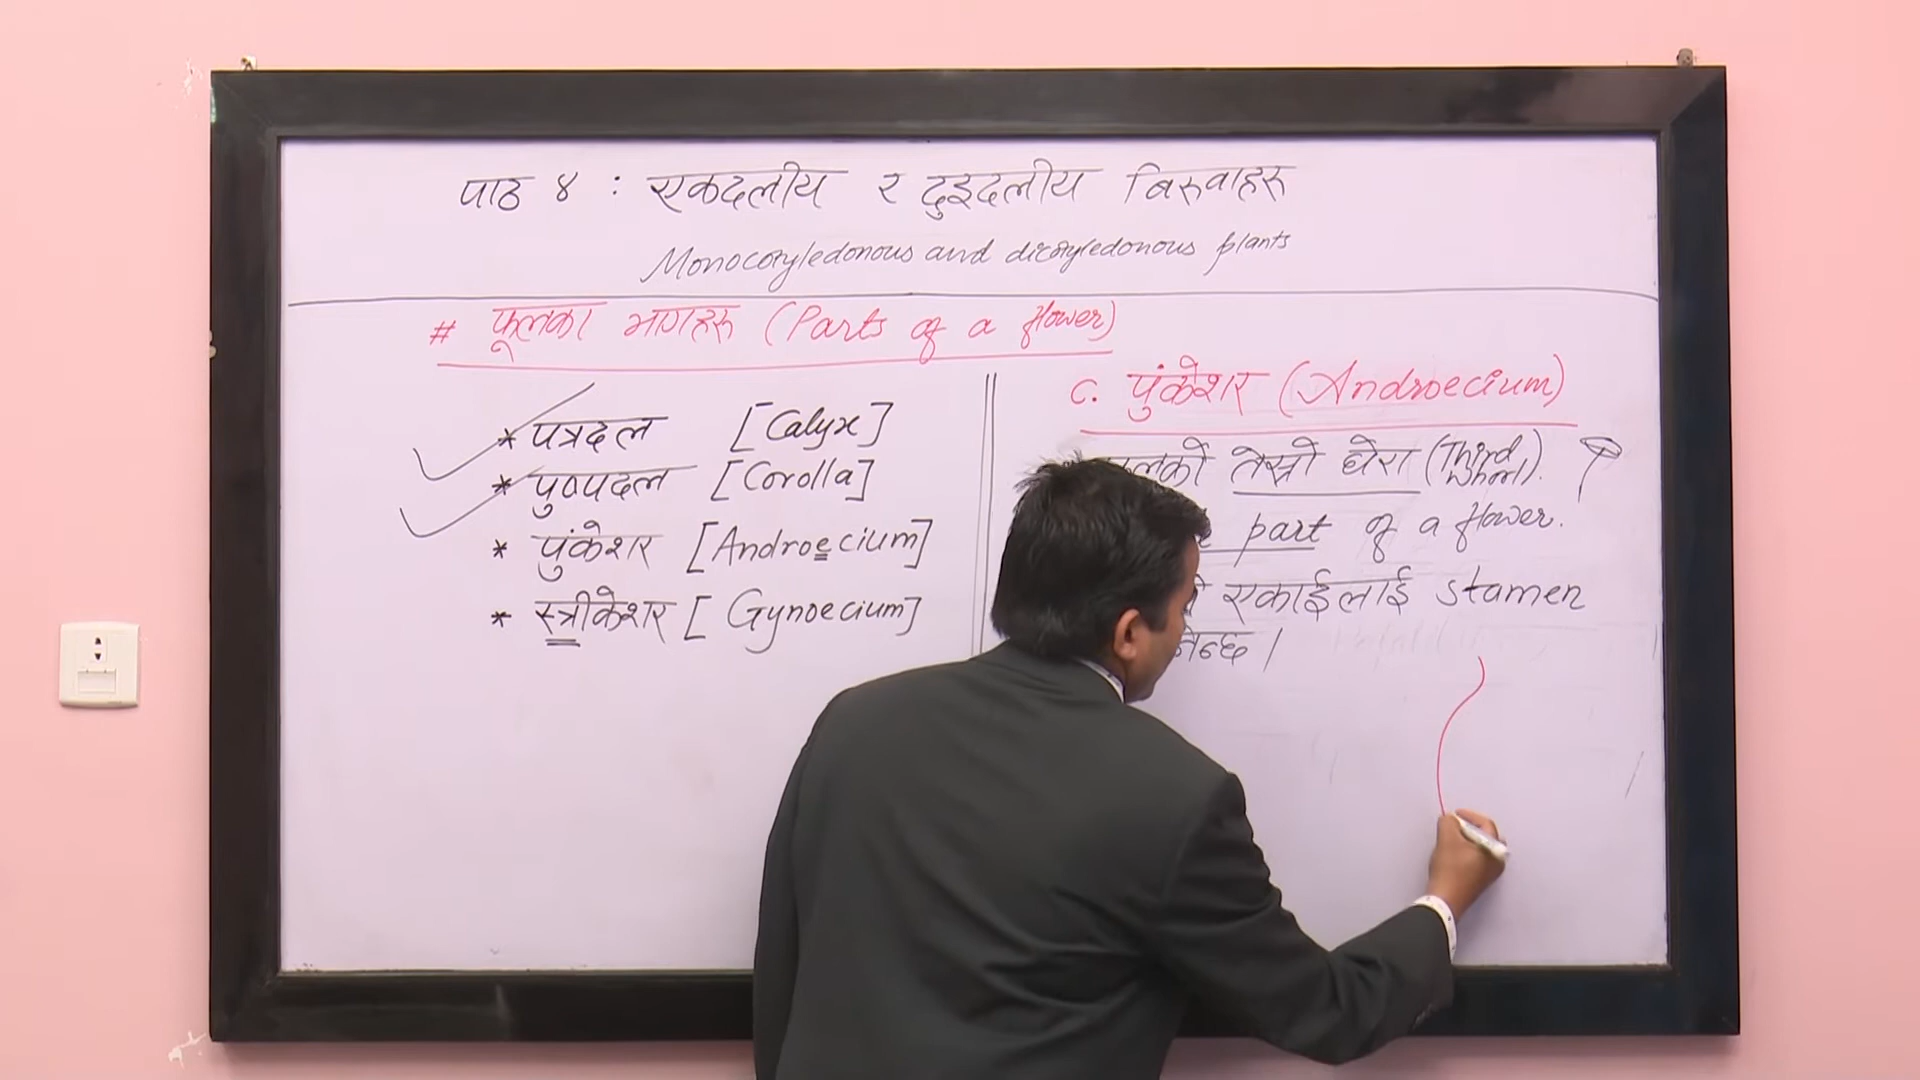 पाठ ४ : एकदलीय र दुइदलीय बिरुवाहरु
Monocotyledonous and dicotyledonous plants
# फूलका भागहरु (Parts of a flower)
* पत्रदल [Calyx]
* पुष्पदल [Corolla]
* पुंकेशर [Androecium]
* स्त्रीकेशर [Gynoecium]
C. पुंकेशर (Androecium)
तेस्रो घेरा (Third Whorl).
part of a flower.
एकाईलाई stamen